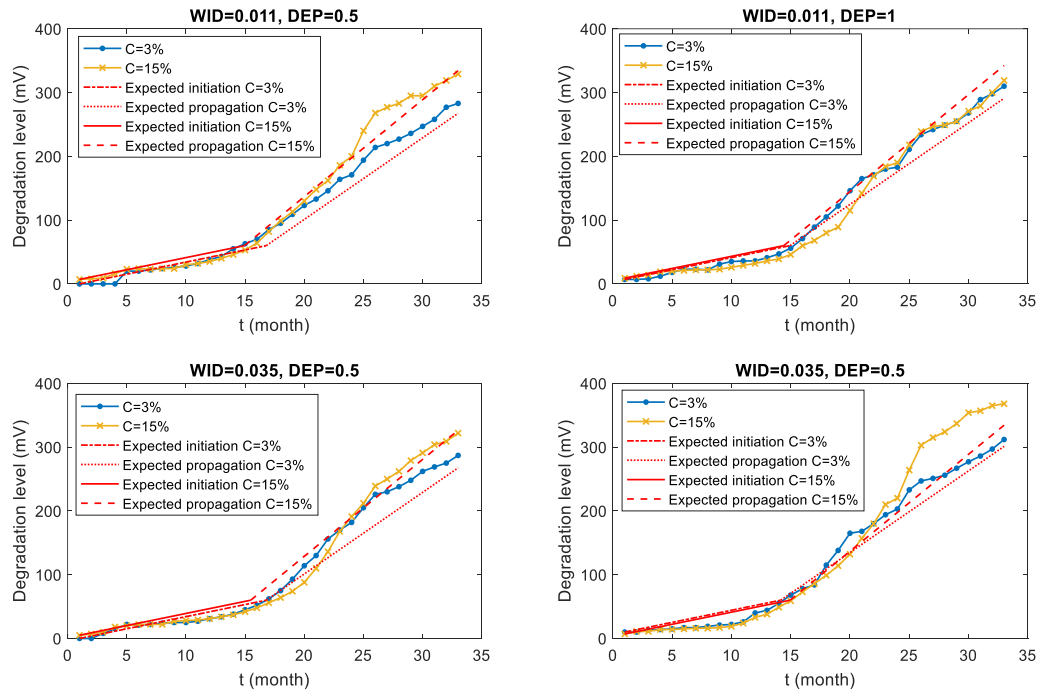 WID=0.011, DEP=0.5
400
300
200
100
0
Degradation level (mV)
C=3%
C=15%
Expected initiation C=3%
Expected propagation C=3%
Expected initiation C=15%
Expected propagation C=15%
0 5 10 15 20 25 30 35
t (month)
WID=0.011, DEP=1
400
300
200
100
0
Degradation level (mV)
C=3%
C=15%
Expected initiation C=3%
Expected propagation C=3%
Expected initiation C=15%
Expected propagation C=15%
0 5 10 15 20 25 30 35
t (month)
WID=0.035, DEP=0.5
400
300
200
100
0
Degradation level (mV)
C=3%
C=15%
Expected initiation C=3%
Expected propagation C=3%
Expected initiation C=15%
Expected propagation C=15%
0 5 10 15 20 25 30 35
t (month)
WID=0.035, DEP=0.5
400
300
200
100
0
Degradation level (mV)
C=3%
C=15%
Expected initiation C=3%
Expected propagation C=3%
Expected initiation C=15%
Expected propagation C=15%
0 5 10 15 20 25 30 35
t (month)